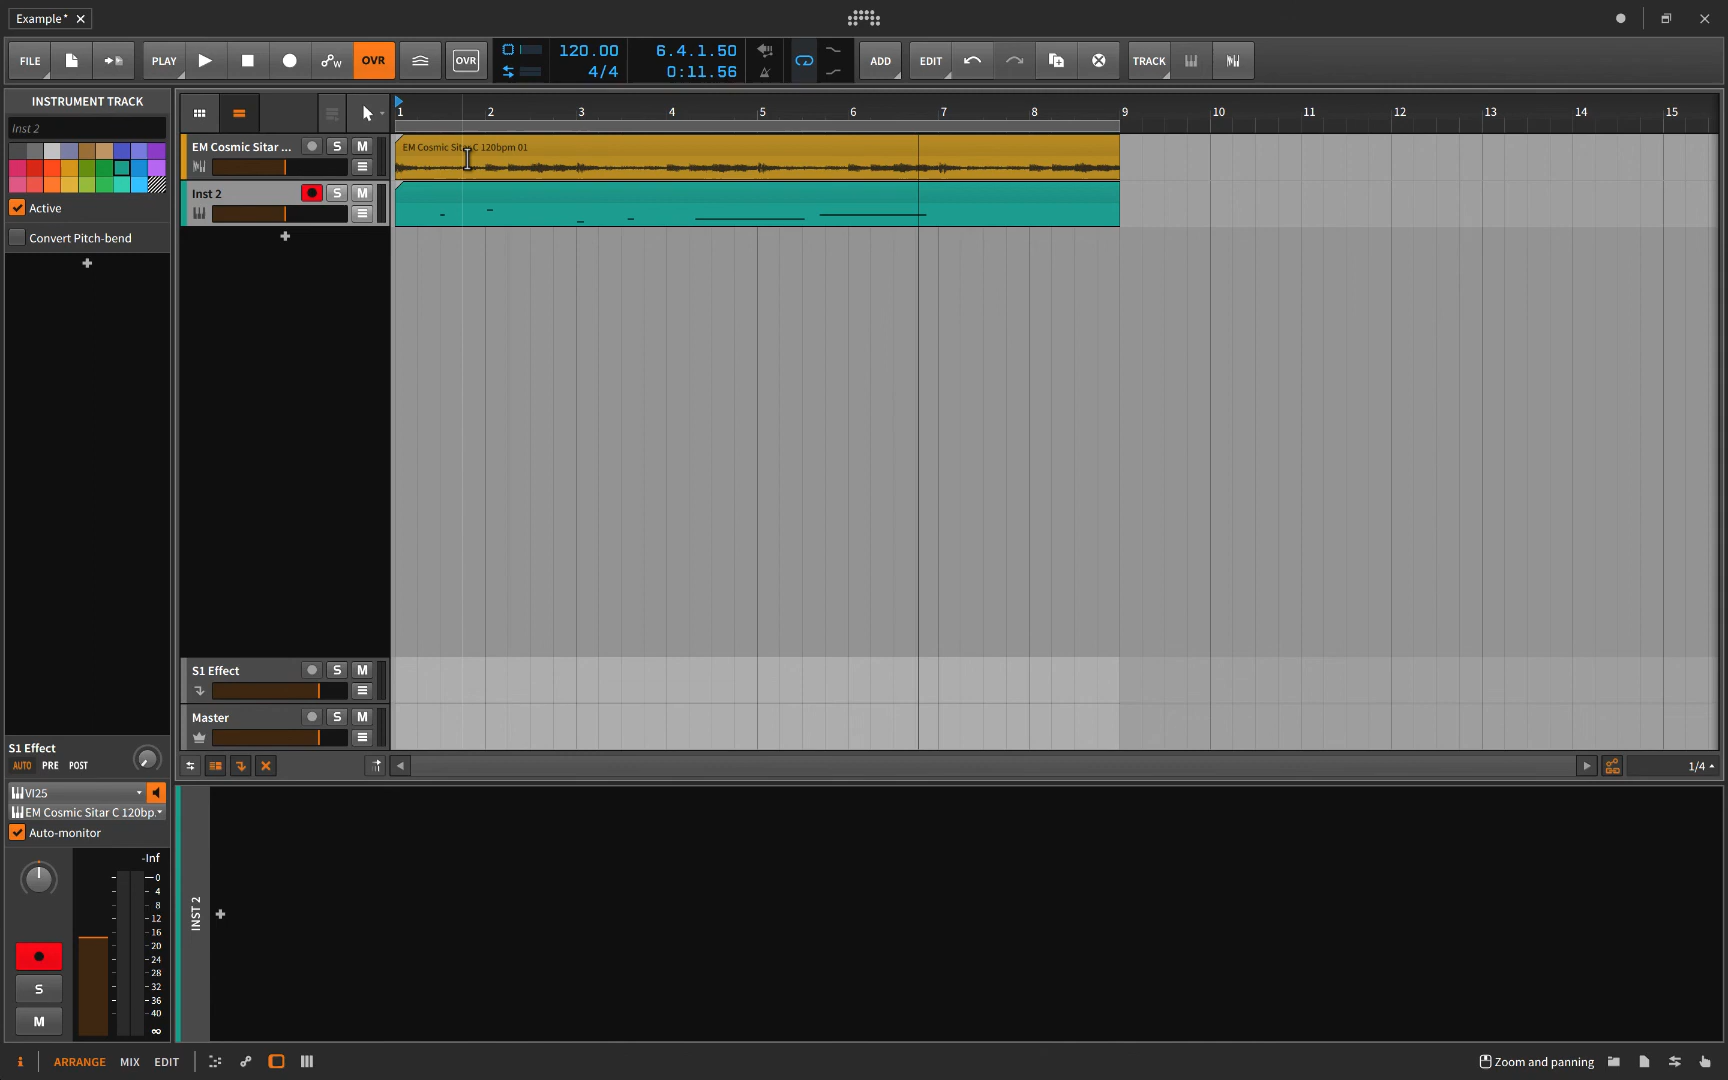 Example*
FILE
PLAY
OVR
OVR
120.00
4/4
6.4.1.50
0:11.56
ADD
EDIT
TRACK
INSTRUMENT TRACK
Inst 2
Active
Convert Pitch-bend
1 2 3 4 5 6 7 8 9 10 11 12 13 14 15
EM Cosmic Sitar ...
S M
EM Cosmic Sitar C 120bpm 01
Inst 2
S M
S1 Effect
S M
Master
S M
1/4
S1 Effect
AUTO PRE POST
VI25
EM Cosmic Sitar C 120bp.
Auto-monitor
-Inf
0
4
8
12
16
20
24
28
32
36
40
∞
S
M
INST 2
i
ARRANGE
MIX
EDIT
Zoom and panning